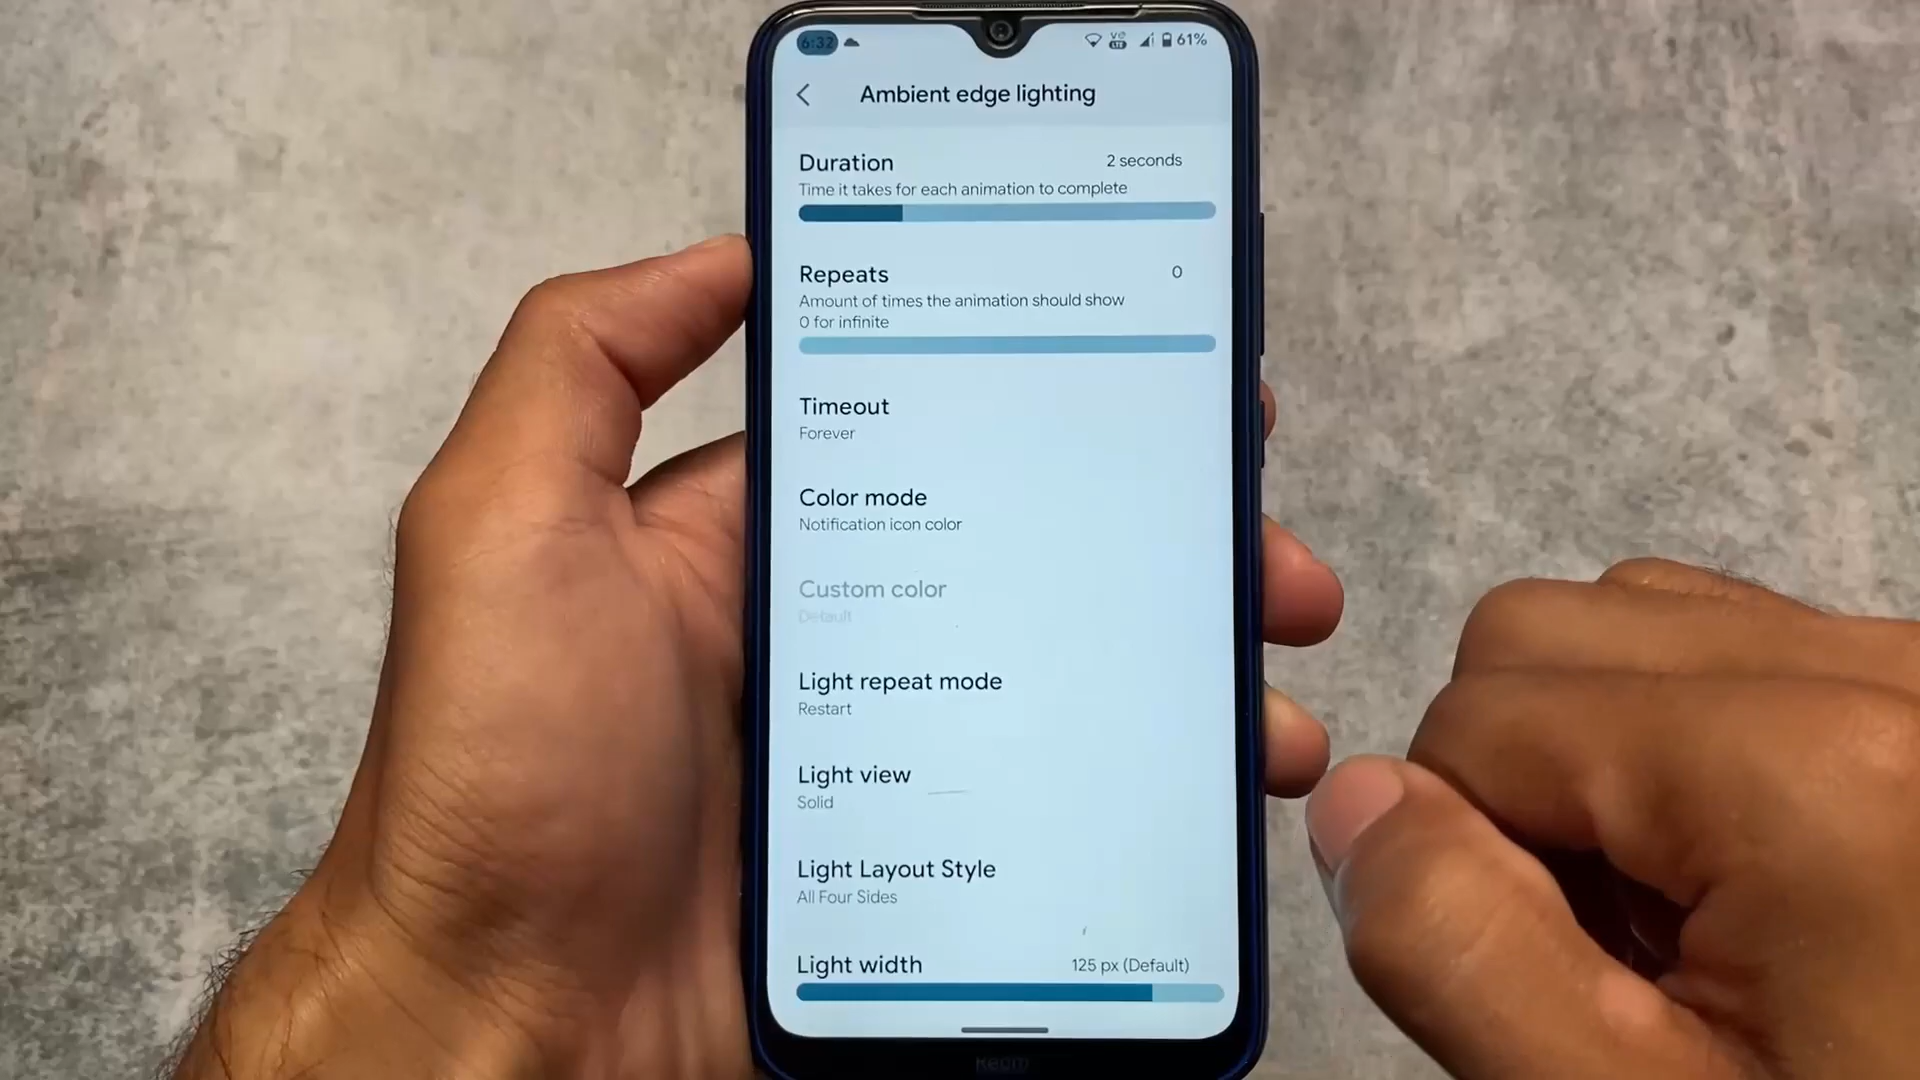 6:32 61%
Ambient edge lighting
Duration 2 seconds
Time it takes for each animation to complete
Repeats 0
Amount of times the animation should show
0 for infinite
Timeout
Forever
Color mode
Notification icon color
Custom color
Default
Light repeat mode
Restart
Light view
Solid
Light Layout Style
All Four Sides
Light width 125 px (Default)
Redmi